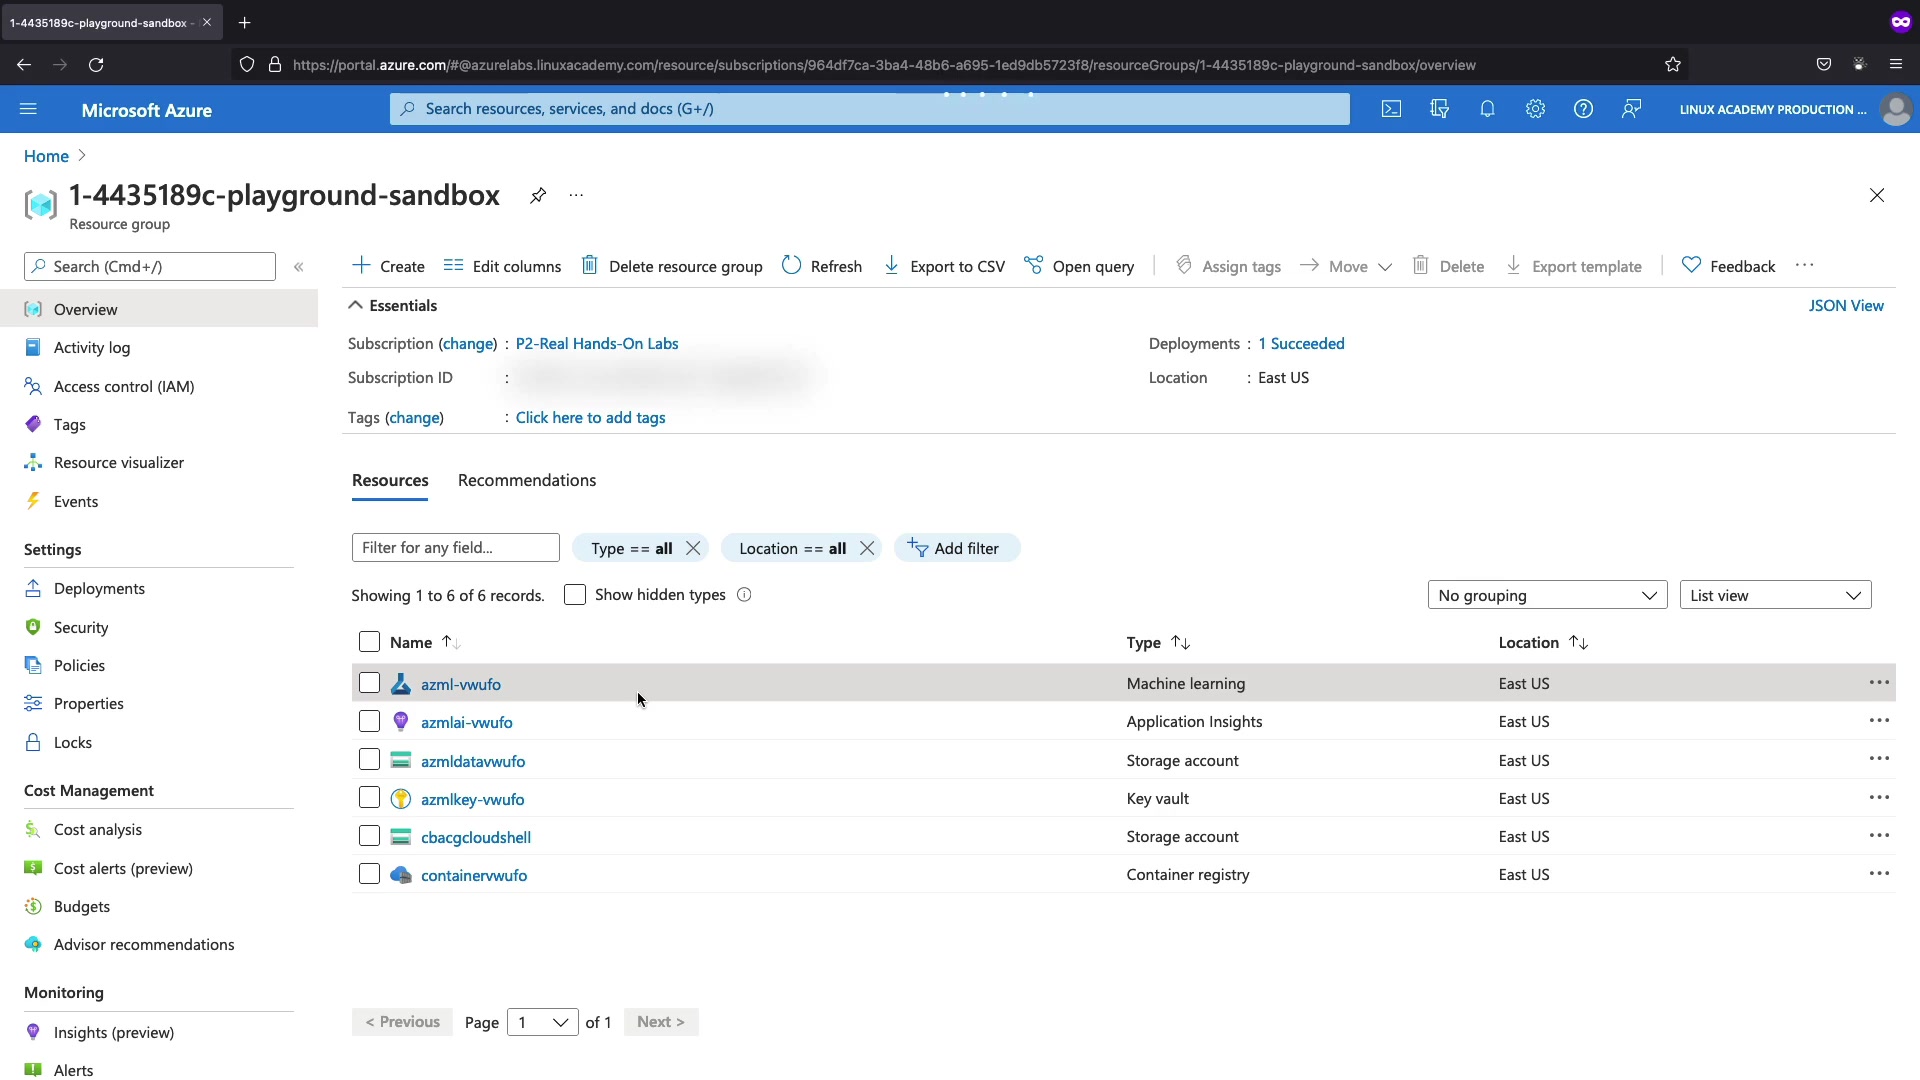 1-4435189c-playground-sandbox -
https://portal.azure.com/#@azurelabs.linuxacademy.com/resource/subscriptions/964df7ca-3ba4-48b6-a695-1ed9db5723f8/resourceGroups/1-4435189c-playground-sandbox/overview
Microsoft Azure
Search resources, services, and docs (G+/)
LINUX ACADEMY PRODUCTION ...
Home >
1-4435189c-playground-sandbox
Resource group
Search (Cmd+/)
Create
Edit columns
Delete resource group
Refresh
Export to CSV
Open query
Assign tags
Move
Delete
Export template
Feedback
Overview
Activity log
Access control (IAM)
Tags
Resource visualizer
Events
Settings
Deployments
Security
Policies
Properties
Locks
Cost Management
Cost analysis
Cost alerts (preview)
Budgets
Advisor recommendations
Monitoring
Insights (preview)
Alerts
Essentials
JSON View
Subscription (change) : P2-Real Hands-On Labs
Deployments : 1 Succeeded
Subscription ID :
Location : East US
Tags (change) : Click here to add tags
Resources Recommendations
Filter for any field...
Type == all
Location == all
Add filter
Showing 1 to 6 of 6 records.
Show hidden types
No grouping
List view
Name Type Location
azml-vwufo Machine learning East US
azmlai-vwufo Application Insights East US
azmldatavwufo Storage account East US
azmlkey-vwufo Key vault East US
cbacgcloudshell Storage account East US
containervwufo Container registry East US
< Previous Page 1 of 1 Next >